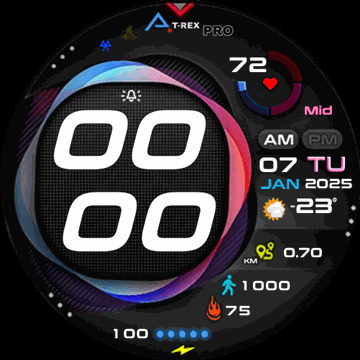 A T-REX PRO
72
Mid
00
AM PM
07 TU
JAN 2025
-23°
00
KM 0.70
1000
75
100